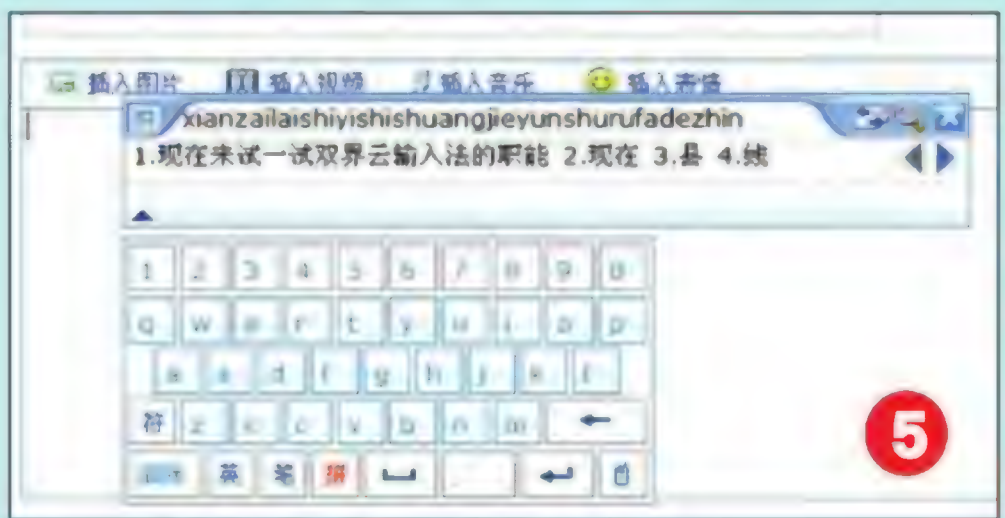 插入图片 插入视频 插入音乐 插入表情
xianzailaishiyishishuangjieyunshurufadezhin
1.现在来试一试双界云输入法的职能 2.现在 3.县 4.线
1 2 3 4 5 6 7 8 9 0
q w e r t y u i o p
a s d f g h j k l
符 z x c v b n m
英 笔 拼
5